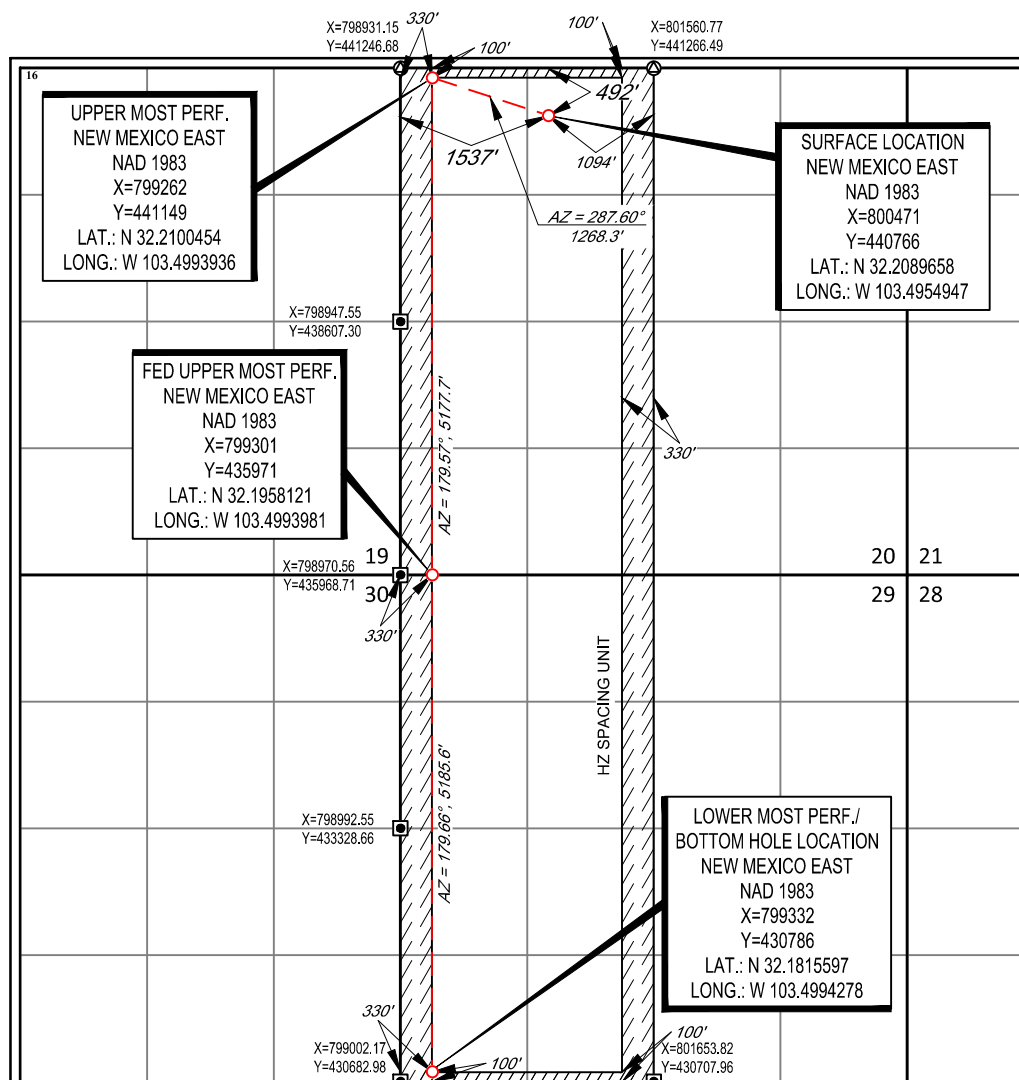 X=798931.15
Y=441246.68
330'
100'
100'
X=801560.77
Y=441266.49
16
UPPER MOST PERF.
NEW MEXICO EAST
NAD 1983
X=799262
Y=441149
LAT.: N 32.2100454
LONG.: W 103.4993936
492'
1537'
1094'
AZ = 287.60°
1268.3'
SURFACE LOCATION
NEW MEXICO EAST
NAD 1983
X=800471
Y=440766
LAT.: N 32.2089658
LONG.: W 103.4954947
X=798947.55
Y=438607.30
FED UPPER MOST PERF.
NEW MEXICO EAST
NAD 1983
X=799301
Y=435971
LAT.: N 32.1958121
LONG.: W 103.4993981
AZ = 179.57°, 5177.7'
330'
X=798970.56
Y=435968.71
19
30
20
21
29
28
330'
HZ SPACING UNIT
AZ = 179.66°, 5185.6'
X=798992.55
Y=433328.66
LOWER MOST PERF./
BOTTOM HOLE LOCATION
NEW MEXICO EAST
NAD 1983
X=799332
Y=430786
LAT.: N 32.1815597
LONG.: W 103.4994278
330'
X=799002.17
Y=430682.98
100'
100'
X=801653.82
Y=430707.96